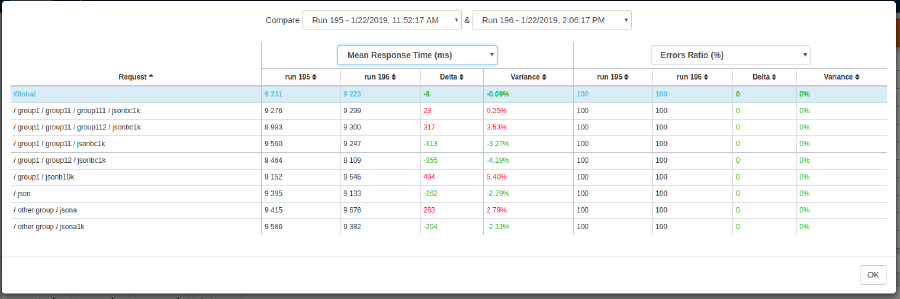 Compare Run 195 - 1/22/2019, 11:52:17 AM & Run 196 - 1/22/2019, 2:06:17 PM
Mean Response Time (ms) Errors Ratio (%)
Request run 195 run 196 Delta Variance run 195 run 196 Delta Variance
Global 9 231 9 223 -8 -0.09% 100 100 0 0%
/ group1 / group11 / group111 / jsonbc1k 9 276 9 299 23 0.25% 100 100 0 0%
/ group1 / group11 / group112 / jsonbc1k 8 983 9 300 317 3.53% 100 100 0 0%
/ group1 / group11 / jsonbc1k 9 560 9 247 -313 -3.27% 100 100 0 0%
/ group1 / group12 / jsonbc1k 8 464 8 109 -355 -4.19% 100 100 0 0%
/ group1 / jsonb10k 9 152 9 646 494 5.40% 100 100 0 0%
/ json 9 395 9 133 -262 -2.79% 100 100 0 0%
/ other group / jsona 9 415 9 678 263 2.79% 100 100 0 0%
/ other group / jsona1k 9 586 9 382 -204 -2.13% 100 100 0 0%
OK